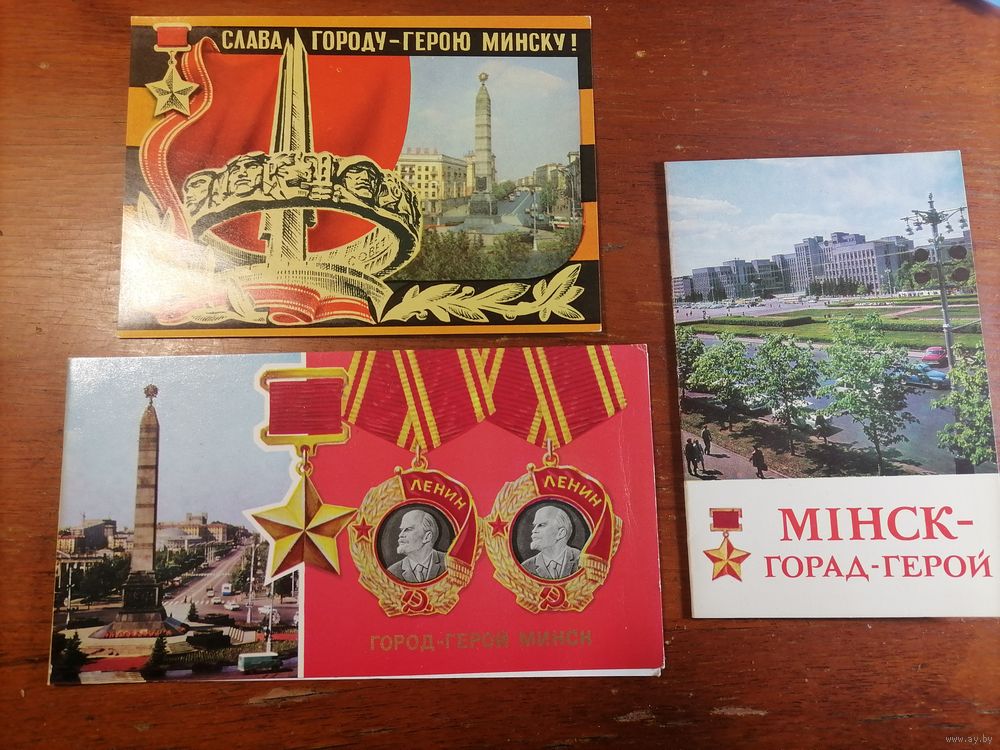 СЛАВА ГОРОДУ-ГЕРОЮ МИНСКУ!
ЛЕНИН
ЛЕНИН
ГОРОД-ГЕРОЙ МИНСК
МІНСК-
ГОРАД-ГЕРОЙ
www.ay.by